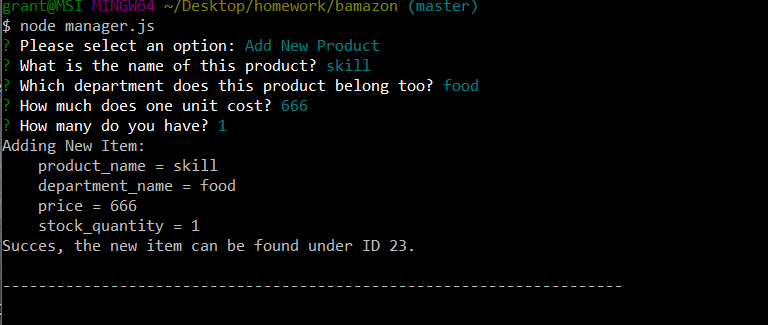 grant@MSI MINGW64 ~/Desktop/homework/bamazon (master)
$ node manager.js
? Please select an option: Add New Product
? What is the name of this product? skill
? Which department does this product belong too? food
? How much does one unit cost? 666
? How many do you have? 1
Adding New Item:
    product_name = skill
    department_name = food
    price = 666
    stock_quantity = 1
Succes, the new item can be found under ID 23.
---------------------------------------------------------------------